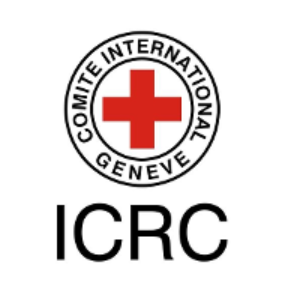 COMITE INTERNATIONAL
GENEVE
ICRC